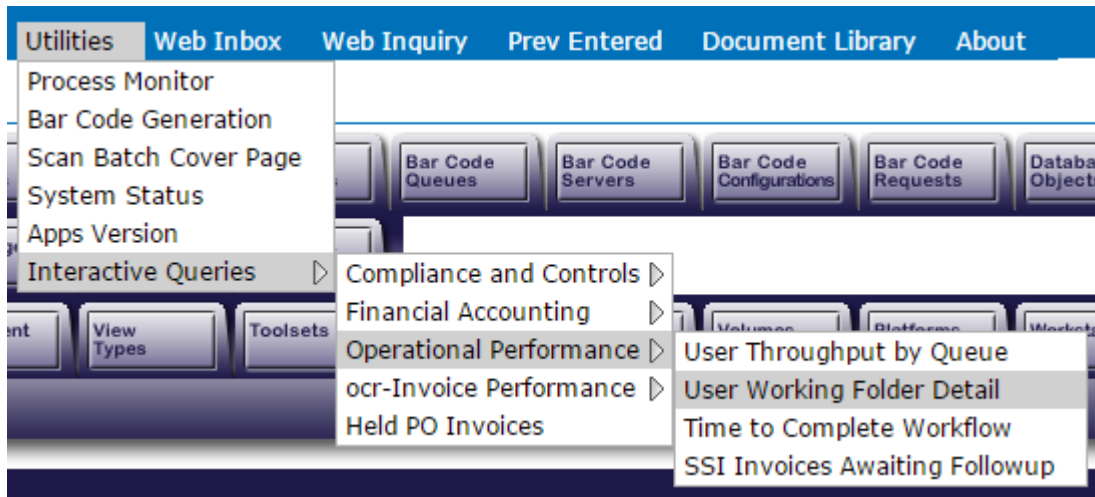 Utilities Web Inbox Web Inquiry Prev Entered Document Library About
Process Monitor
Bar Code Generation
Scan Batch Cover Page
System Status
Apps Version
Interactive Queries
Bar Code
Queues
Bar Code
Servers
Bar Code
Configurations
Bar Code
Requests
Compliance and Controls
Financial Accounting
Operational Performance
ocr-Invoice Performance
Held PO Invoices
View
Types
Toolsets
User Throughput by Queue
User Working Folder Detail
Time to Complete Workflow
SSI Invoices Awaiting Followup